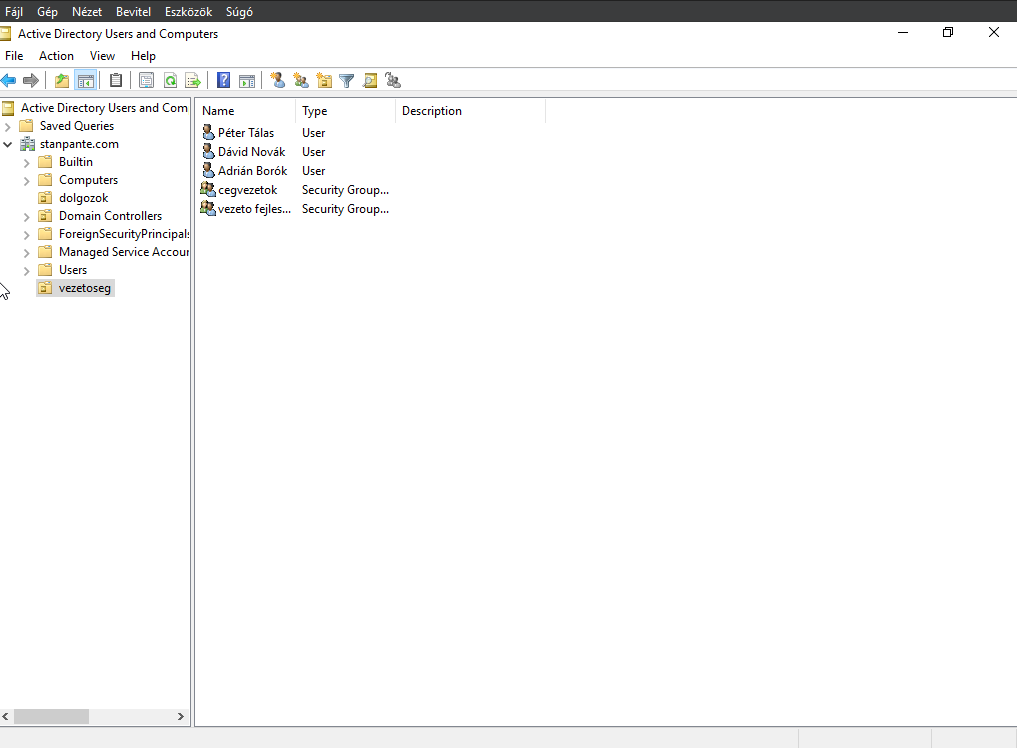 Fájl Gép Nézet Bevitel Eszközök Súgó
Active Directory Users and Computers
File Action View Help
Active Directory Users and Com
Saved Queries
stanpante.com
Builtin
Computers
dolgozok
Domain Controllers
ForeignSecurityPrincipals
Managed Service Accour
Users
vezetoseg
Name Type Description
Péter Tálas User
Dávid Novák User
Adrián Borók User
cegvezetok Security Group...
vezeto fejles... Security Group...